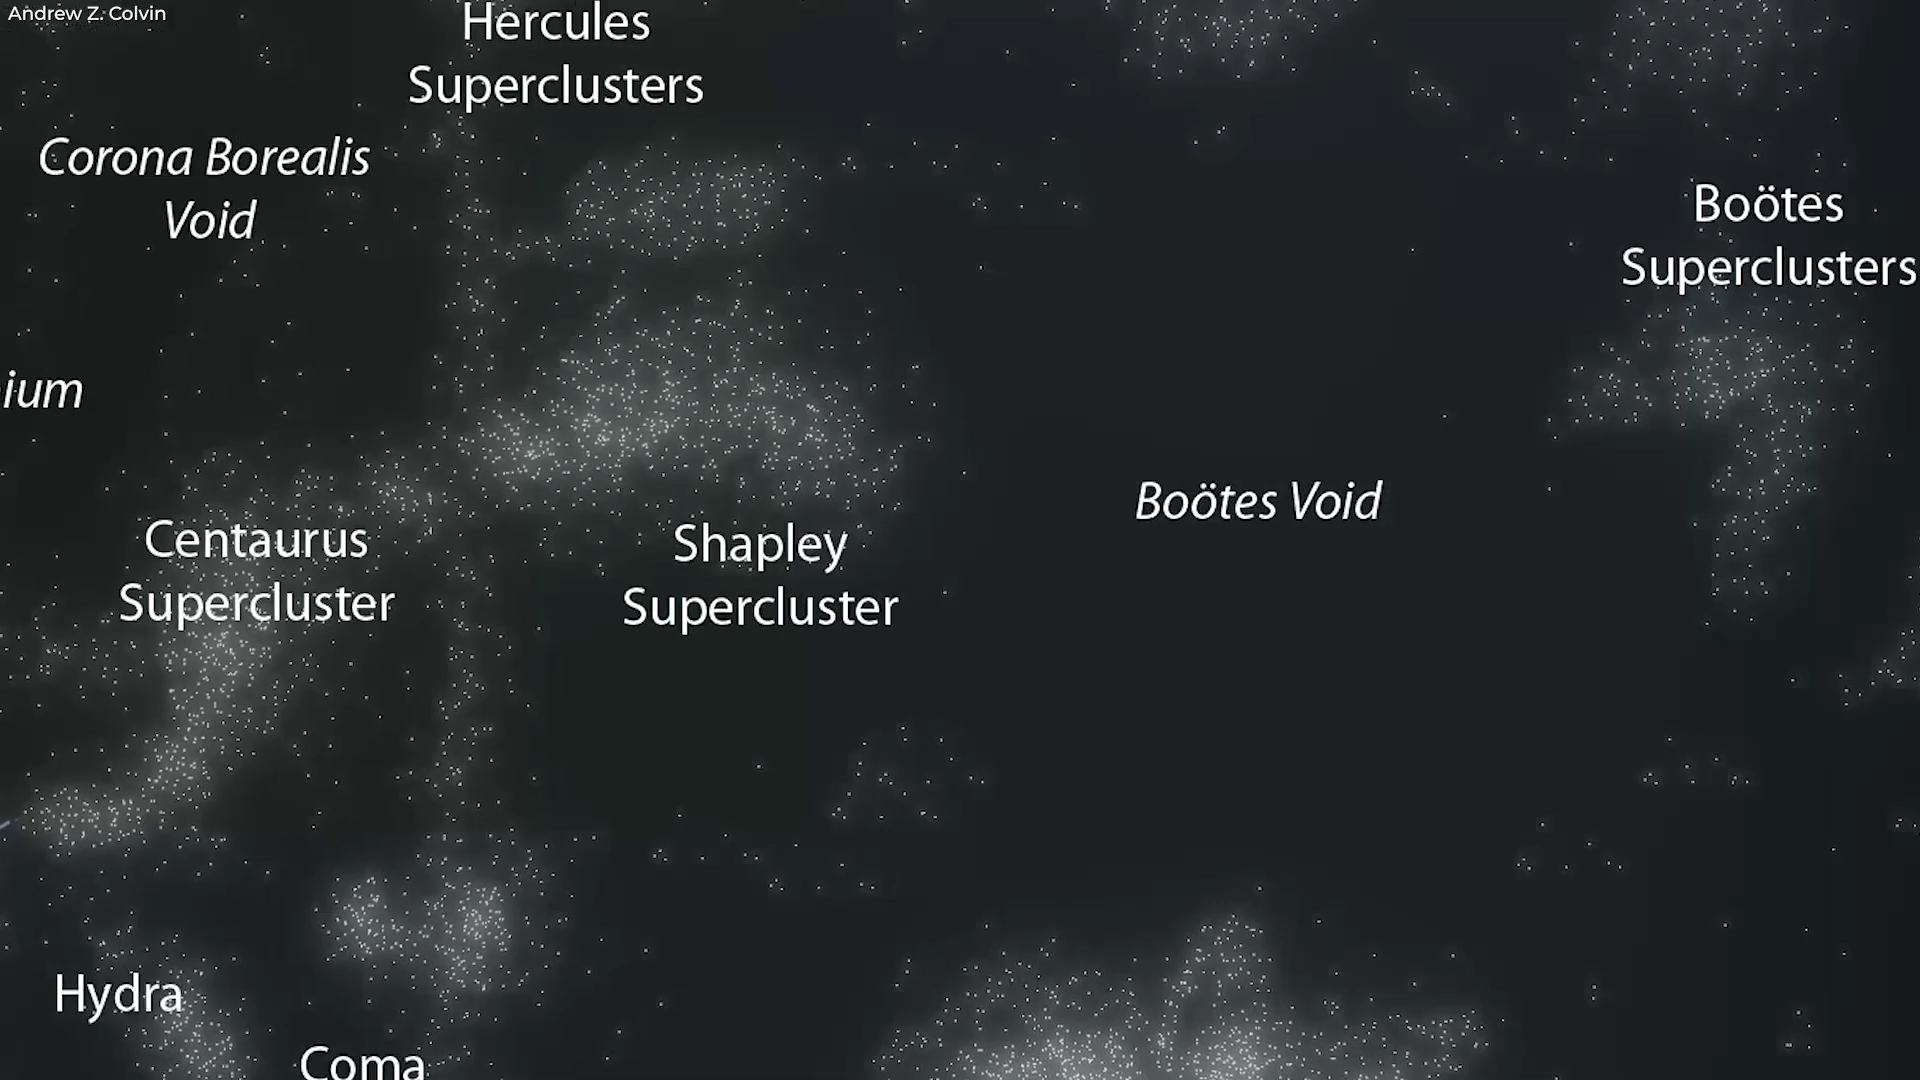 Andrew Z. Colvin
Hercules
Superclusters
Corona Borealis
Void
Boötes
Superclusters
ium
Boötes Void
Centaurus
Supercluster
Shapley
Supercluster
Hydra
Coma